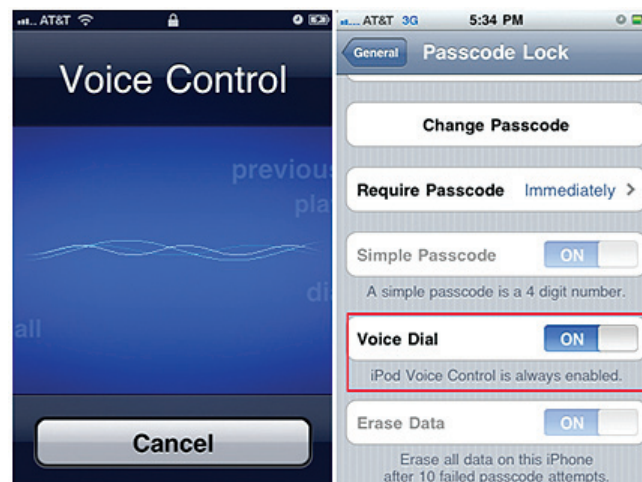 AT&T
Voice Control
previous
play
dial
all
Cancel
AT&T 3G 5:34 PM
General Passcode Lock
Change Passcode
Require Passcode Immediately
Simple Passcode ON
A simple passcode is a 4 digit number.
Voice Dial ON
iPod Voice Control is always enabled.
Erase Data ON
Erase all data on this iPhone
after 10 failed passcode attempts.